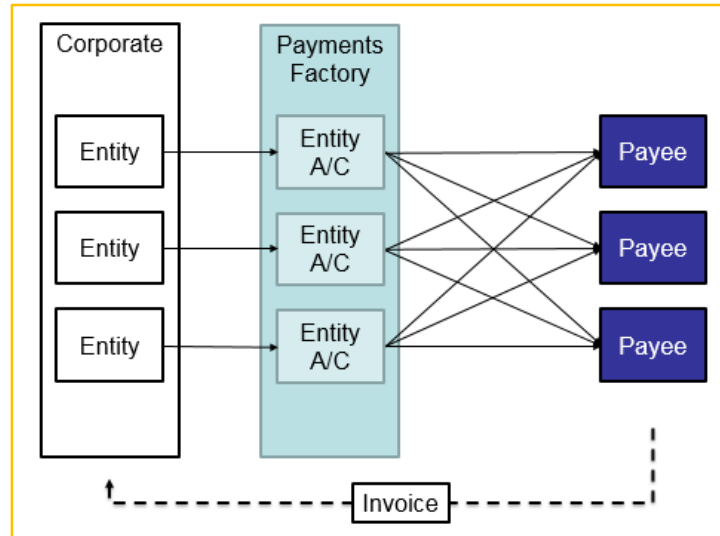 Corporate
Payments
Factory
Entity
Entity
A/C
Payee
Entity
Entity
A/C
Payee
Entity
Entity
A/C
Payee
Invoice